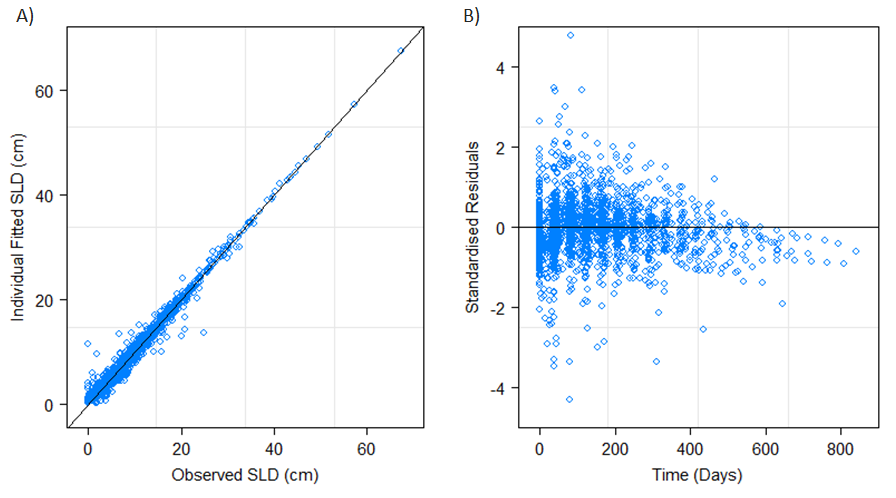 A)
B)
Individual Fitted SLD (cm)
60
40
20
0
0 20 40 60
Observed SLD (cm)
Standardised Residuals
4
2
0
-2
-4
0 200 400 600 800
Time (Days)